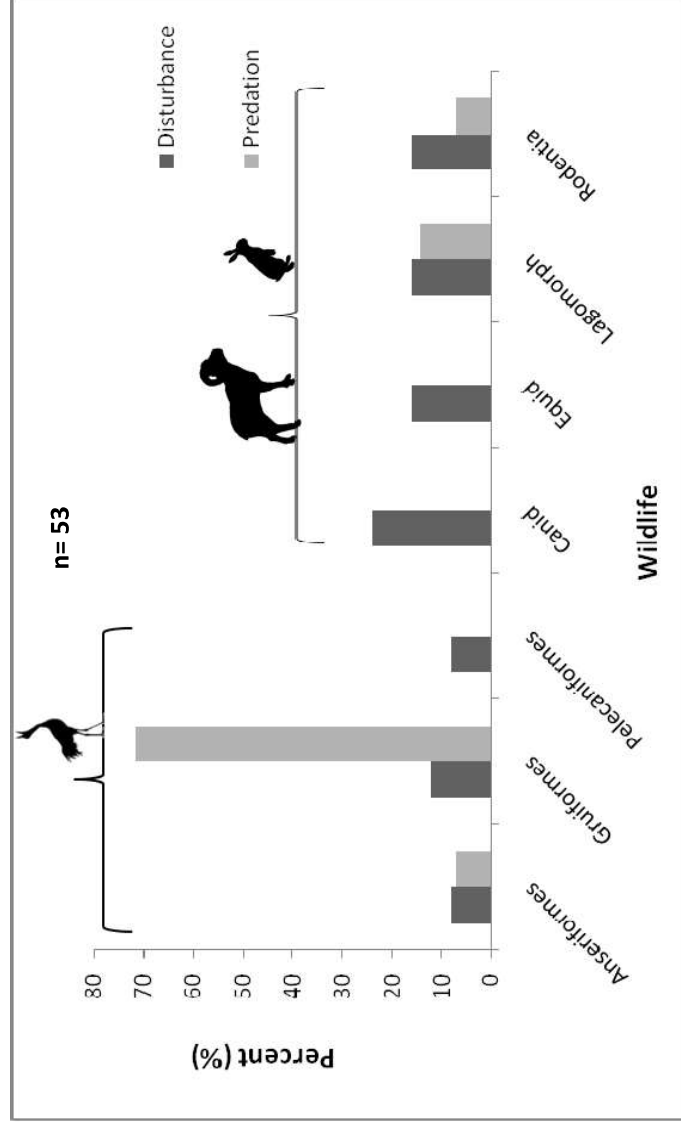 n= 53
Disturbance
Predation
Percent (%)
80
70
60
50
40
30
20
10
0
Anseriformes
Gruiformes
Pelecaniformes
Canid
Equid
Lagomorph
Rodentia
Wildlife